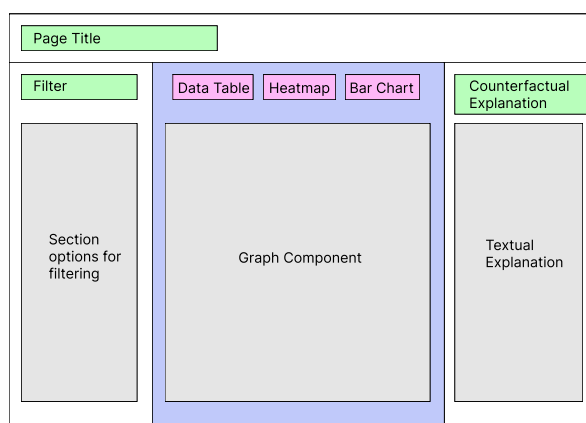 Page Title
Filter
Data Table
Heatmap
Bar Chart
Counterfactual
Explanation
Section
options for
filtering
Graph Component
Textual
Explanation